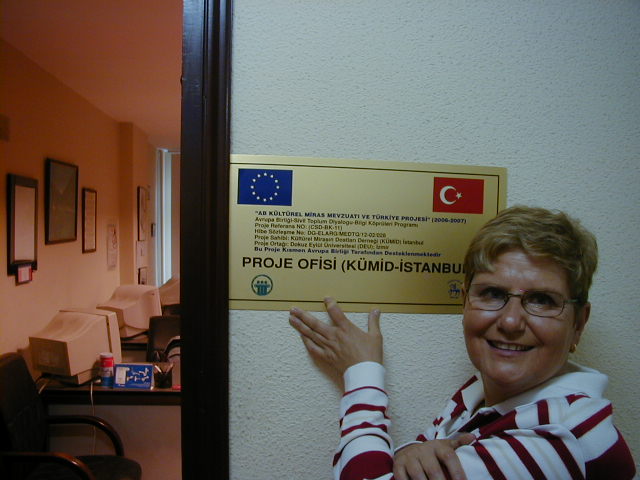 "AB KÜLTÜREL MİRAS MEVZUATI VE TÜRKİYE PROJESİ" (2006-2007)
Avrupa Birliği-Sivil Toplum Diyaloğu-Bilgi Köprüleri Programı
Proje Referans NO: (CSD-BK-11)
Hibe Sözleşme No: DG-ELARG/MEDTQ/12-02/028
Proje Sahibi: Kültürel Mirasın Dostları Derneği (KÜMİD) İstanbul
Proje Ortağı: Dokuz Eylül Üniversitesi (DEÜ); İzmir
Bu Proje Kısmen Avrupa Birliği Tarafından Desteklenmektedir
PROJE OFİSİ (KÜMİD-İSTANBUL